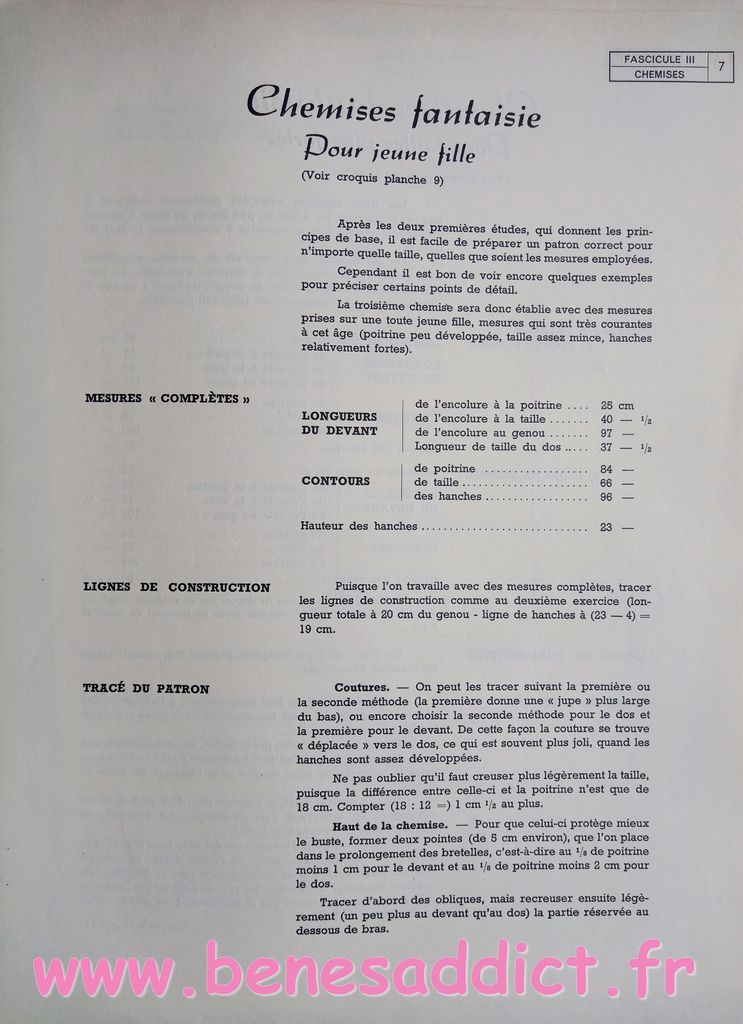 FASCICULE III
CHEMISES
7
Chemises fantaisie
Pour jeune fille
(Voir croquis planche 9)
Après les deux premières études, qui donnent les prin-
cipes de base, il est facile de préparer un patron correct pour
n'importe quelle taille, quelles que soient les mesures employées.
Cependant il est bon de voir encore quelques exemples
pour préciser certains points de détail.
La troisième chemise sera donc établie avec des mesures
prises sur une toute jeune fille, mesures qui sont très courantes
à cet âge (poitrine peu développée, taille assez mince, hanches
relativement fortes).
MESURES « COMPLÈTES »
LONGUEURS
DU DEVANT
de l'encolure à la poitrine .... 25 cm
de l'encolure à la taille ....... 40 — 1/2
de l'encolure au genou ....... 97 —
Longueur de taille du dos ..... 37 — 1/2
CONTOURS
de poitrine .................. 84 —
de taille ...................... 66 —
des hanches .................. 96 —
Hauteur des hanches ............................. 23 —
LIGNES DE CONSTRUCTION
Puisque l'on travaille avec des mesures complètes, tracer
les lignes de construction comme au deuxième exercice (lon-
gueur totale à 20 cm du genou - ligne de hanches à (23 — 4) =
19 cm.
TRACÉ DU PATRON
Coutures. — On peut les tracer suivant la première ou
la seconde méthode (la première donne une « jupe » plus large
du bas), ou encore choisir la seconde méthode pour le dos et
la première pour le devant. De cette façon la couture se trouve
« déplacée » vers le dos, ce qui est souvent plus joli, quand les
hanches sont assez développées.
Ne pas oublier qu'il faut creuser plus légèrement la taille,
puisque la différence entre celle-ci et la poitrine n'est que de
18 cm. Compter (18 : 12 =) 1 cm 1/2 au plus.
Haut de la chemise. — Pour que celui-ci protège mieux
le buste, former deux pointes (de 5 cm environ), que l'on place
dans le prolongement des bretelles, c'est-à-dire au 1/8 de poitrine
moins 1 cm pour le devant et au 1/8 de poitrine moins 2 cm pour
le dos.
Tracer d'abord des obliques, mais recreuser ensuite légè-
rement (un peu plus au devant qu'au dos) la partie réservée au
dessous de bras.
www.benesaddict.fr